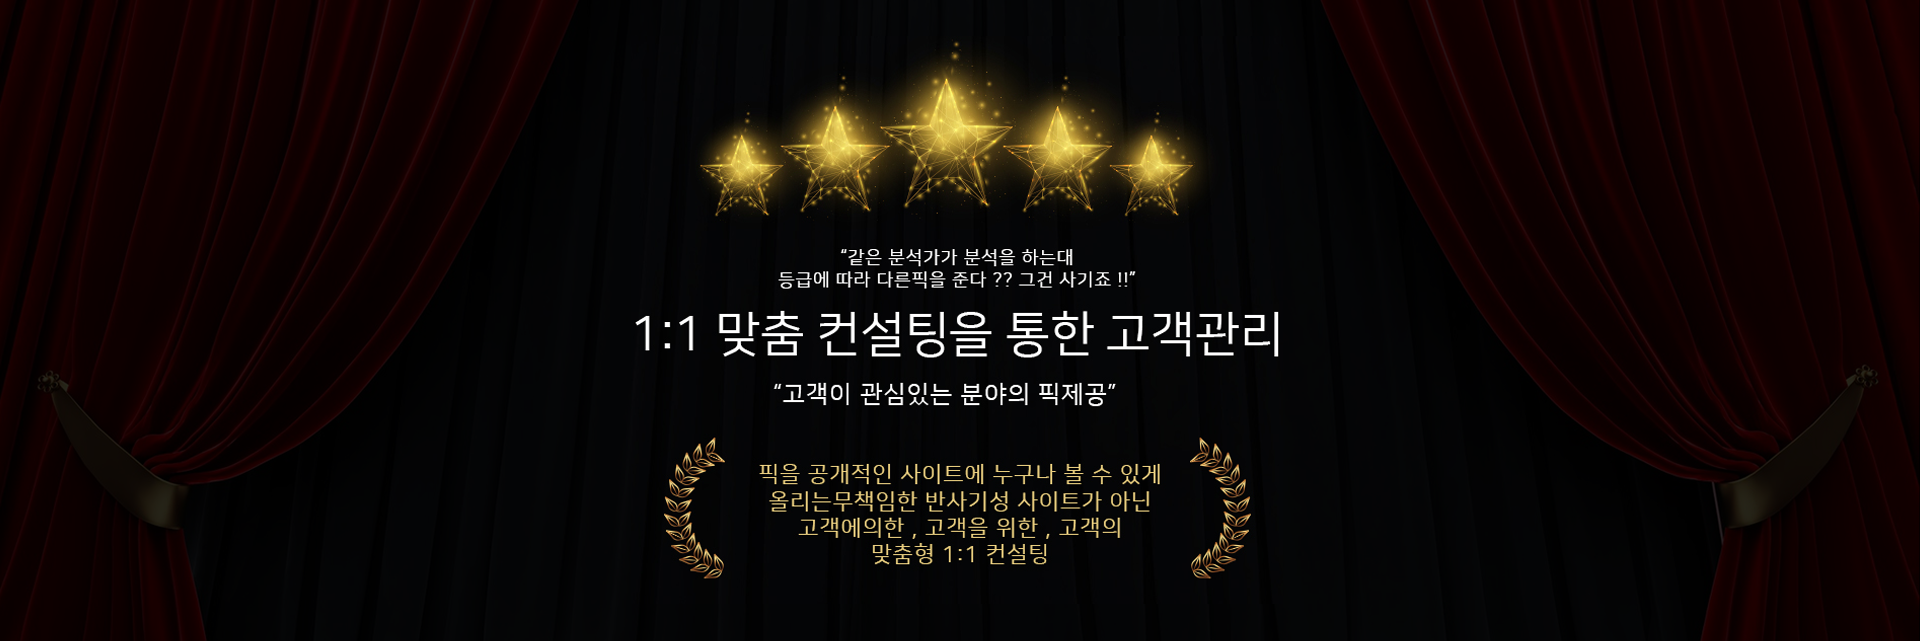 “같은 분석가가 분석을 하는대
등급에 따라 다른픽을 준다 ?? 그건 사기죠 !!”
1:1 맞춤 컨설팅을 통한 고객관리
“고객이 관심있는 분야의 픽제공”
픽을 공개적인 사이트에 누구나 볼 수 있게
올리는무책임한 반사기성 사이트가 아닌
고객에의한 , 고객을 위한 , 고객의
맞춤형 1:1 컨설팅